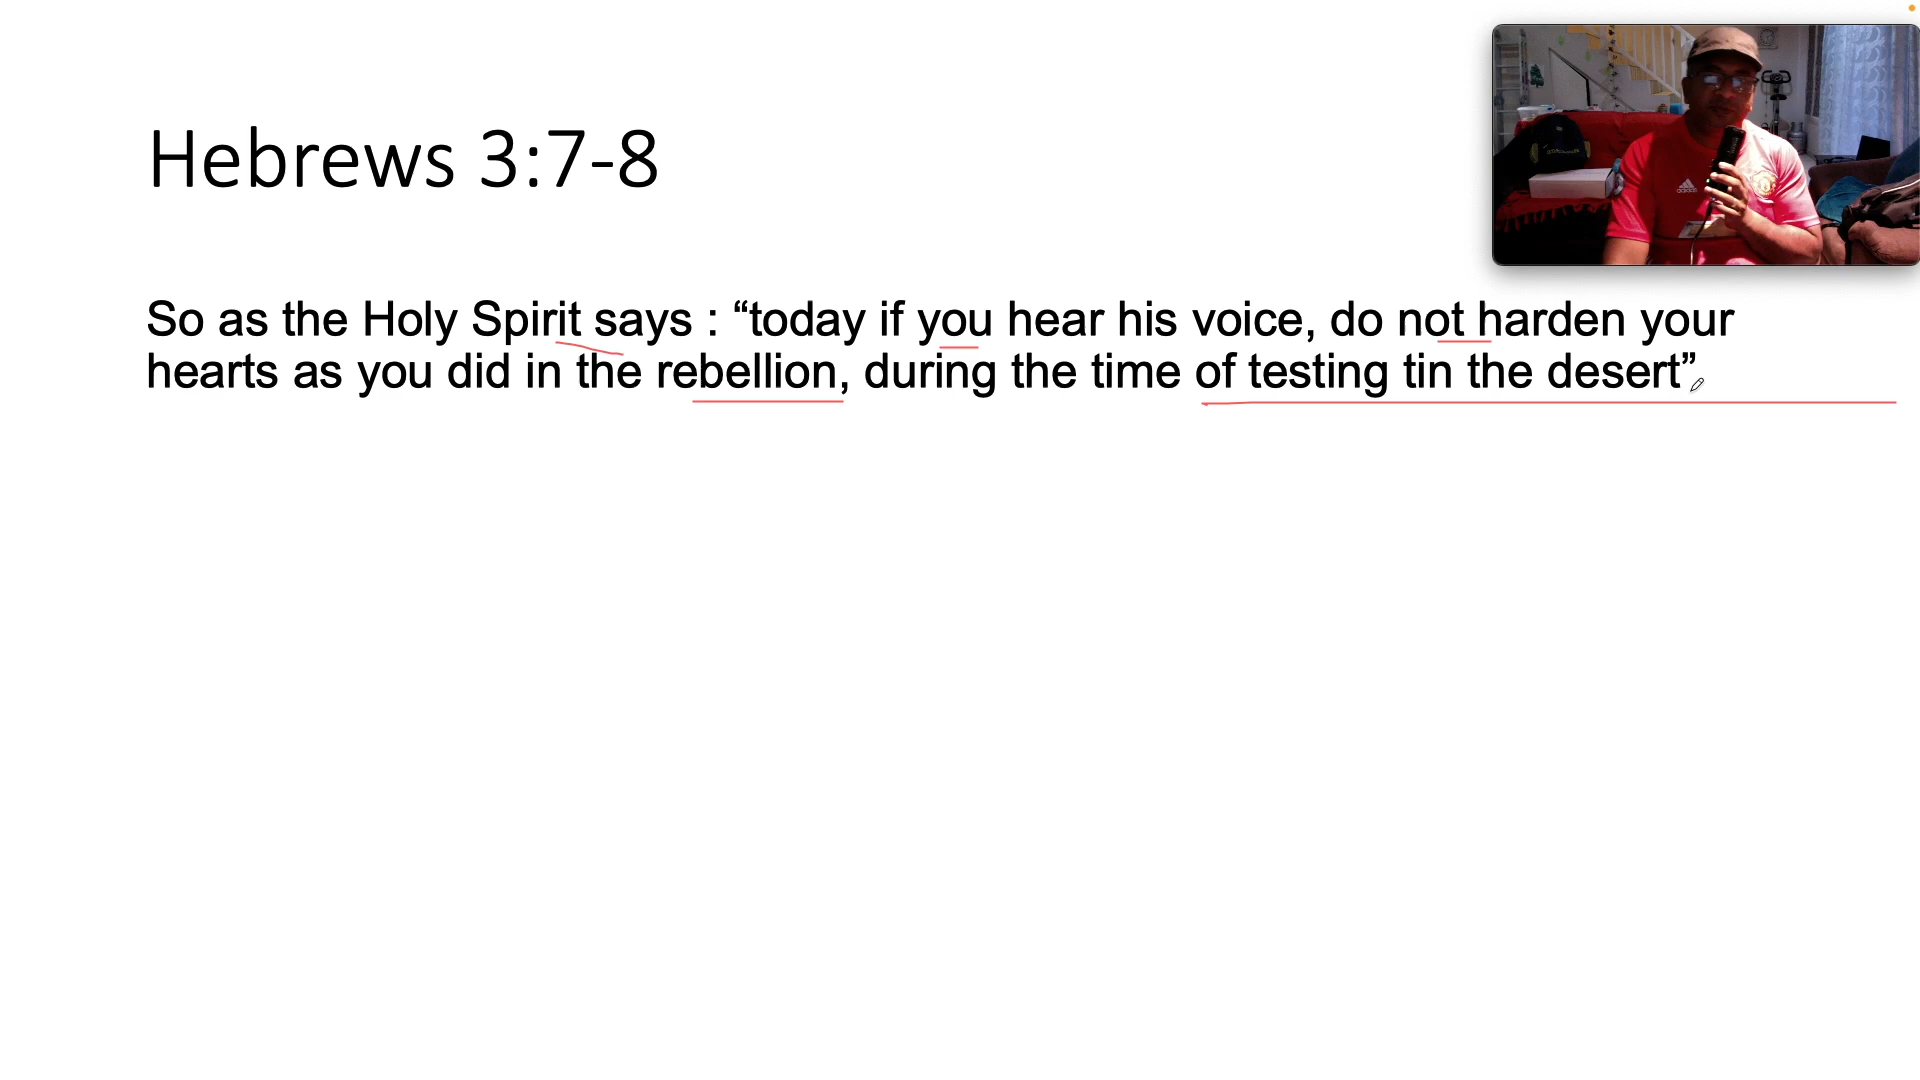 Hebrews 3:7-8
So as the Holy Spirit says : “today if you hear his voice, do not harden your
hearts as you did in the rebellion, during the time of testing tin the desert”
adidas